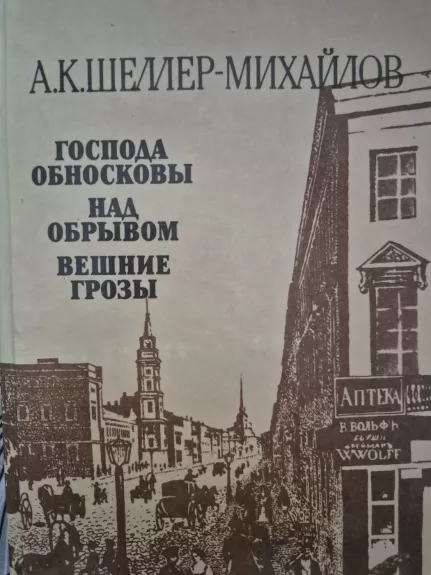 А.К.ШЕЛЛЕР-МИХАЙЛОВ
ГОСПОДА
ОБНОСКОВЫ
НАД
ОБРЫВОМ
ВЕШНИЕ
ГРОЗЫ
АПТЕКА
В. ВОЛЬФЪ
W.WOLFF